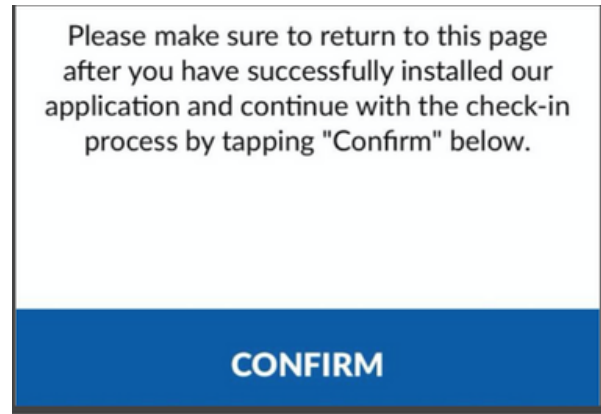 Please make sure to return to this page
after you have successfully installed our
application and continue with the check-in
process by tapping "Confirm" below.
CONFIRM